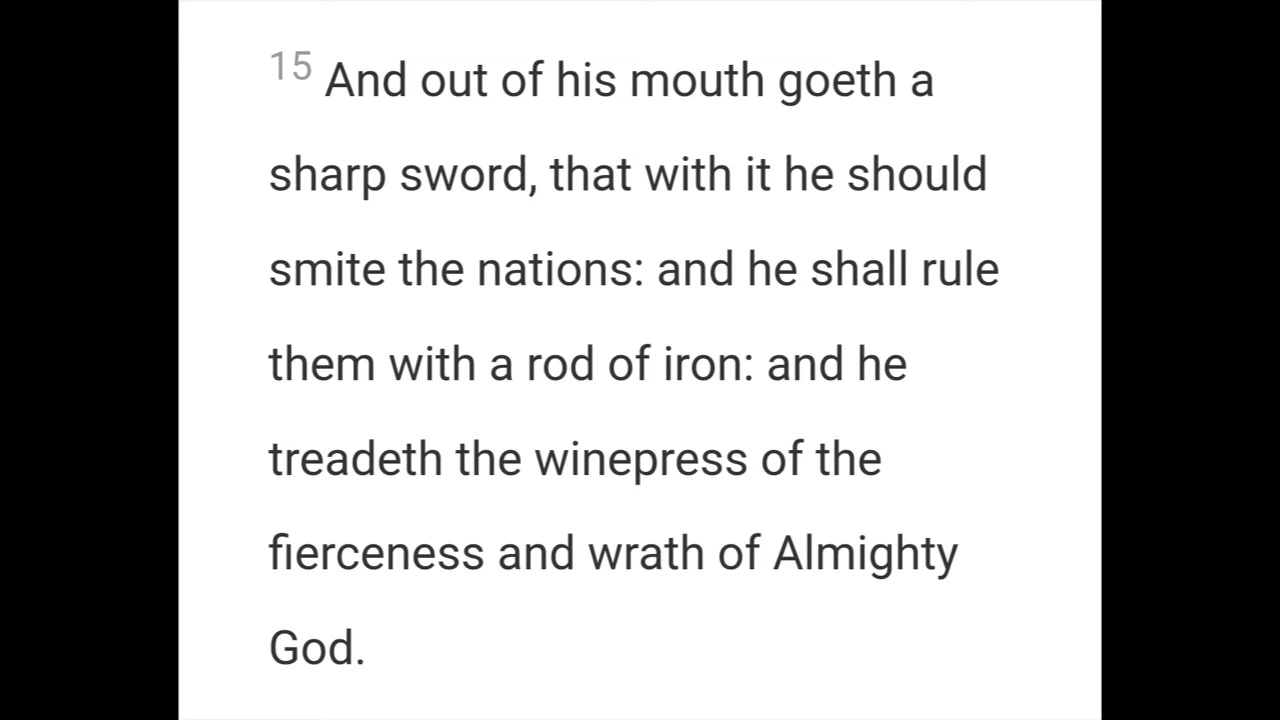 15 And out of his mouth goeth a
sharp sword, that with it he should
smite the nations: and he shall rule
them with a rod of iron: and he
treadeth the winepress of the
fierceness and wrath of Almighty
God.